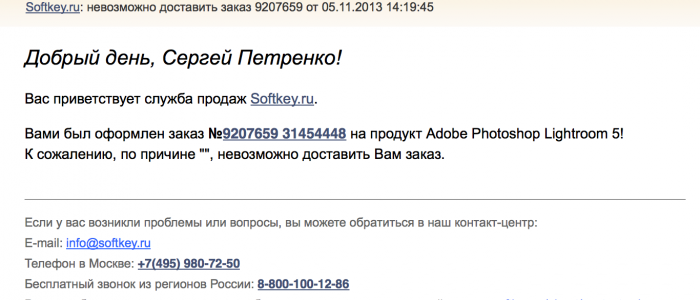 Softkey.ru: невозможно доставить заказ 9207659 от 05.11.2013 14:19:45
Добрый день, Сергей Петренко!
Вас приветствует служба продаж Softkey.ru.
Вами был оформлен заказ №9207659 31454448 на продукт Adobe Photoshop Lightroom 5!
К сожалению, по причине "", невозможно доставить Вам заказ.
Если у вас возникли проблемы или вопросы, вы можете обратиться в наш контакт-центр:
E-mail: info@softkey.ru
Телефон в Москве: +7(495) 980-72-50
Бесплатный звонок из регионов России: 8-800-100-12-86